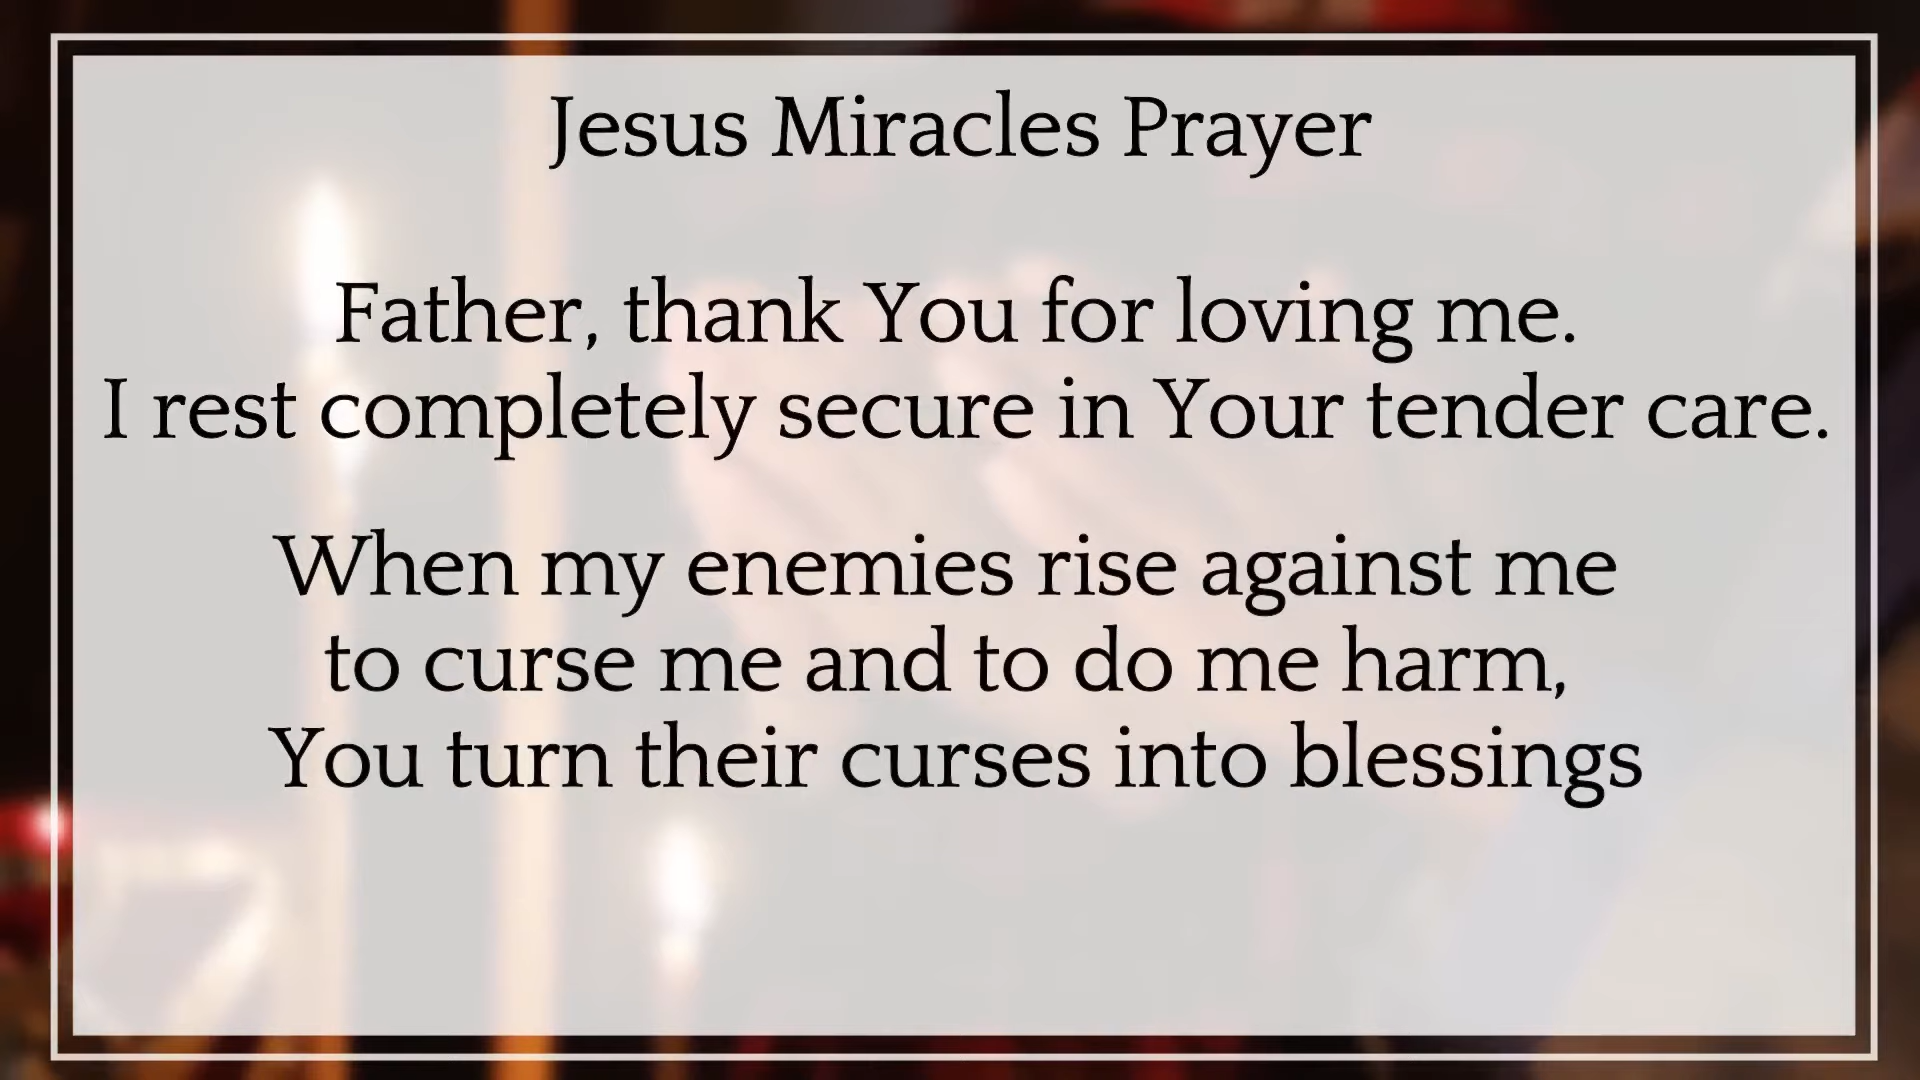 Jesus Miracles Prayer
Father, thank You for loving me.
I rest completely secure in Your tender care.
When my enemies rise against me
to curse me and to do me harm,
You turn their curses into blessings